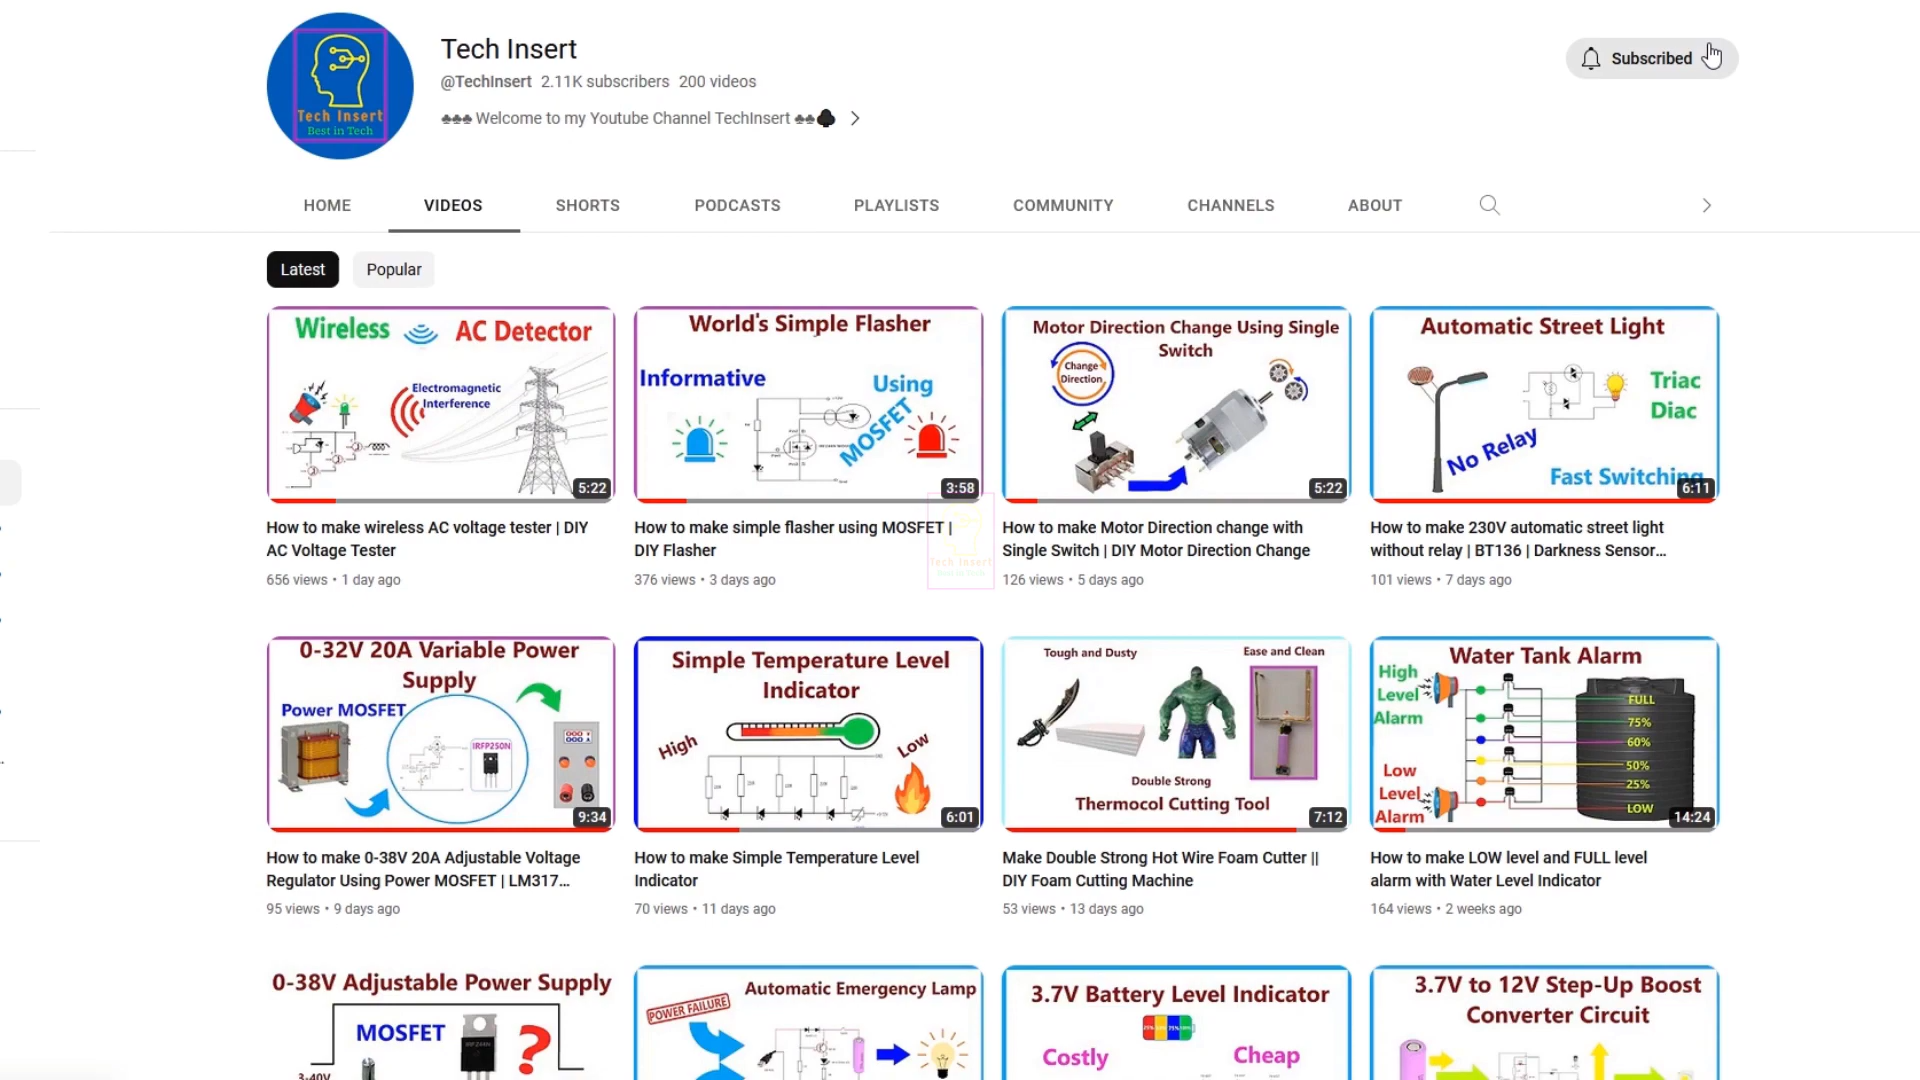 Tech Insert
Best in Tech
Tech Insert
@TechInsert 2.11K subscribers 200 videos
♣♣♣ Welcome to my Youtube Channel TechInsert ♣♣♣
Subscribed
HOME VIDEOS SHORTS PODCASTS PLAYLISTS COMMUNITY CHANNELS ABOUT
Latest Popular
Wireless AC Detector
Electromagnetic
Interference
5:22
World's Simple Flasher
Informative
Using
MOSFET
3:58
Motor Direction Change Using Single
Switch
Change
Direction
5:22
Automatic Street Light
Triac
Diac
No Relay
Fast Switching
6:11
How to make wireless AC voltage tester | DIY
AC Voltage Tester
656 views • 1 day ago
How to make simple flasher using MOSFET |
DIY Flasher
376 views • 3 days ago
How to make Motor Direction change with
Single Switch | DIY Motor Direction Change
126 views • 5 days ago
How to make 230V automatic street light
without relay | BT136 | Darkness Sensor...
101 views • 7 days ago
Tech Insert
Best in Tech
0-32V 20A Variable Power
Supply
Power MOSFET
IRFP250N
9:34
Simple Temperature Level
Indicator
High
Low
6:01
Tough and Dusty
Ease and Clean
Double Strong
Thermocol Cutting Tool
7:12
Water Tank Alarm
High
Level
Alarm
Low
Level
Alarm
FULL
75%
60%
50%
25%
LOW
14:24
How to make 0-38V 20A Adjustable Voltage
Regulator Using Power MOSFET | LM317...
95 views • 9 days ago
How to make Simple Temperature Level
Indicator
70 views • 11 days ago
Make Double Strong Hot Wire Foam Cutter ||
DIY Foam Cutting Machine
53 views • 13 days ago
How to make LOW level and FULL level
alarm with Water Level Indicator
164 views • 2 weeks ago
0-38V Adjustable Power Supply
MOSFET
?
3-40V
POWER FAILURE
Automatic Emergency Lamp
3.7V Battery Level Indicator
Costly
Cheap
3.7V to 12V Step-Up Boost
Converter Circuit